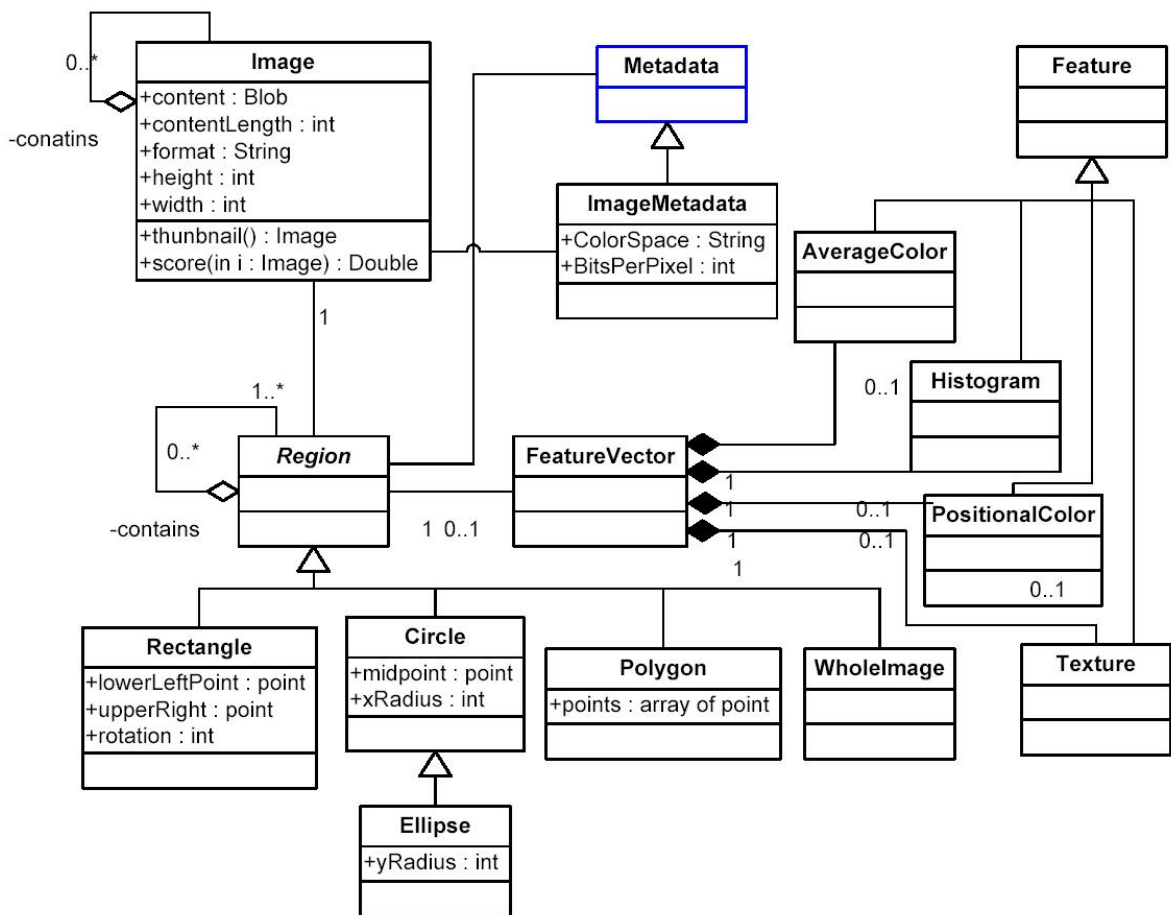 Image
0..*
+content : Blob
+contentLength : int
+format : String
+height : int
+width : int
-conatins
+thunbnail() : Image
+score(in i : Image) : Double
Metadata
Feature
ImageMetadata
+ColorSpace : String
+BitsPerPixel : int
AverageColor
1
1..*
0..*
Region
-contains
FeatureVector
1 0..1
0..1
Histogram
1
1
0..1
PositionalColor
1
0..1
1
0..1
Rectangle
+lowerLeftPoint : point
+upperRight : point
+rotation : int
Circle
+midpoint : point
+xRadius : int
Polygon
+points : array of point
WholeImage
Texture
Ellipse
+yRadius : int